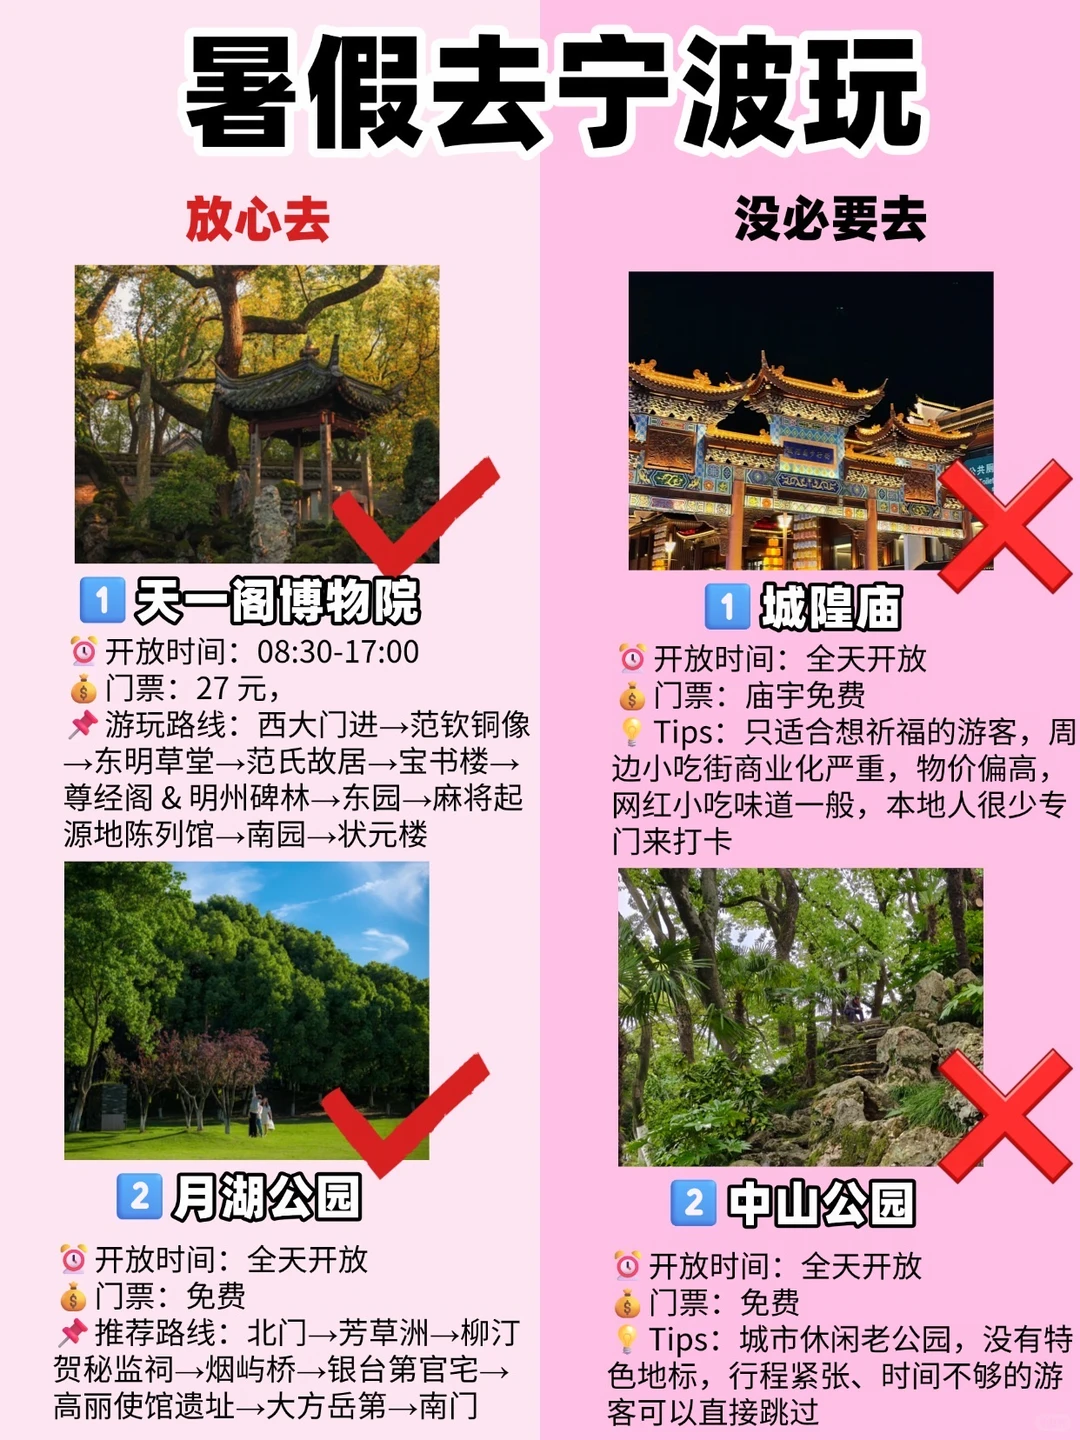 暑假去宁波玩
放心去
1 天一阁博物院
⏰ 开放时间：08:30-17:00
💰 门票：27 元，
📌 游玩路线：西大门进→范钦铜像
→东明草堂→范氏故居→宝书楼→
尊经阁 & 明州碑林→东园→麻将起
源地陈列馆→南园→状元楼
2 月湖公园
⏰ 开放时间：全天开放
💰 门票：免费
📌 推荐路线：北门→芳草洲→柳汀
贺秘监祠→烟屿桥→银台第官宅→
高丽使馆遗址→大方岳第→南门
没必要去
公共厕
Toilet
1 城隍庙
⏰ 开放时间：全天开放
💰 门票：庙宇免费
💡 Tips：只适合想祈福的游客，周
边小吃街商业化严重，物价偏高，
网红小吃味道一般，本地人很少专
门来打卡
2 中山公园
⏰ 开放时间：全天开放
💰 门票：免费
💡 Tips：城市休闲老公园，没有特
色地标，行程紧张、时间不够的游
客可以直接跳过